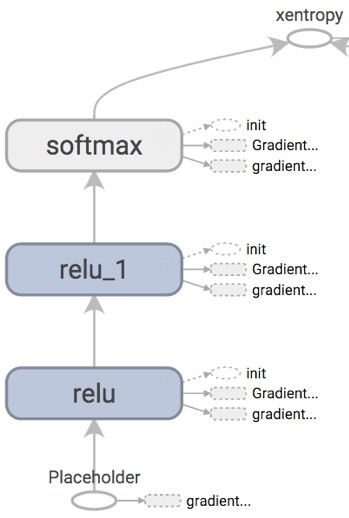 xentropy
softmax
init
Gradient...
gradient...
relu_1
init
Gradient...
gradient...
relu
init
Gradient...
gradient...
Placeholder
gradient...